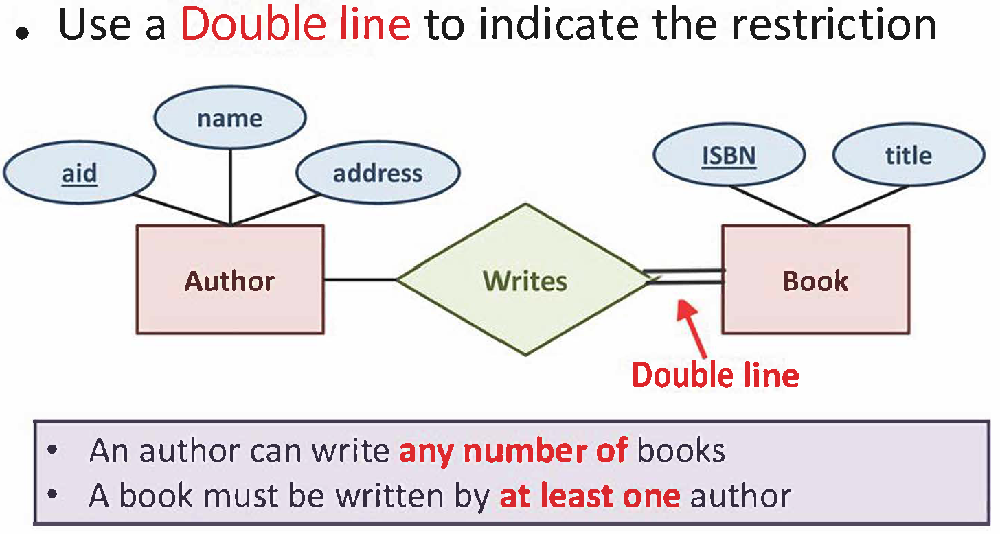 • Use a Double line to indicate the restriction
name
aid
address
ISBN
title
Author
Writes
Book
Double line
• An author can write any number of books
• A book must be written by at least one author